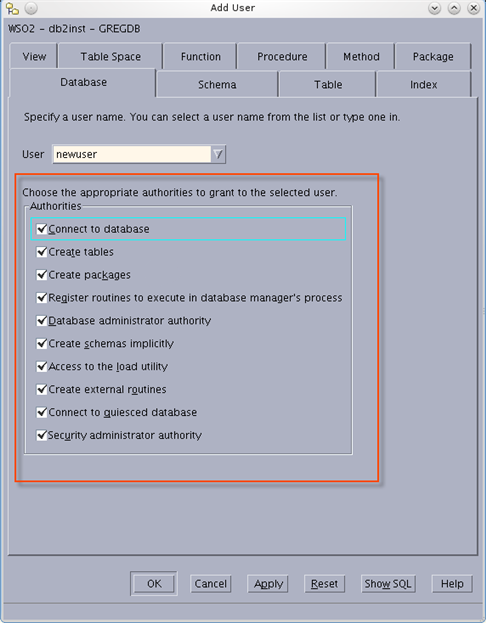 Add User
WSO2 - db2inst - GREGDB
View Table Space Function Procedure Method Package
Database Schema Table Index
Specify a user name. You can select a user name from the list or type one in.
User newuser
Choose the appropriate authorities to grant to the selected user.
Authorities
Connect to database
Create tables
Create packages
Register routines to execute in database manager's process
Database administrator authority
Create schemas implicitly
Access to the load utility
Create external routines
Connect to quiesced database
Security administrator authority
OK Cancel Apply Reset Show SQL Help